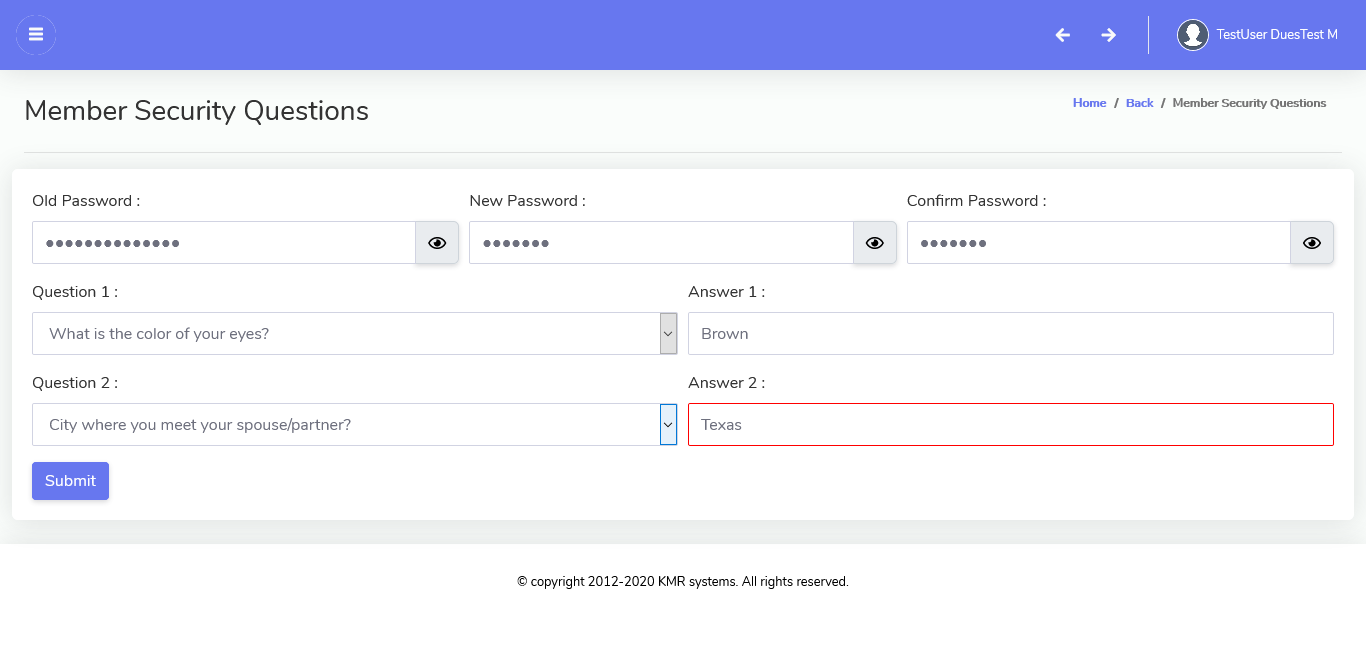 TestUser DuesTest M
Member Security Questions
Home / Back / Member Security Questions
Old Password :
New Password :
Confirm Password :
●●●●●●●●●●●●●●
●●●●●●●
●●●●●●●
Question 1 :
Answer 1 :
What is the color of your eyes?
Brown
Question 2 :
Answer 2 :
City where you meet your spouse/partner?
Texas
Submit
© copyright 2012-2020 KMR systems. All rights reserved.